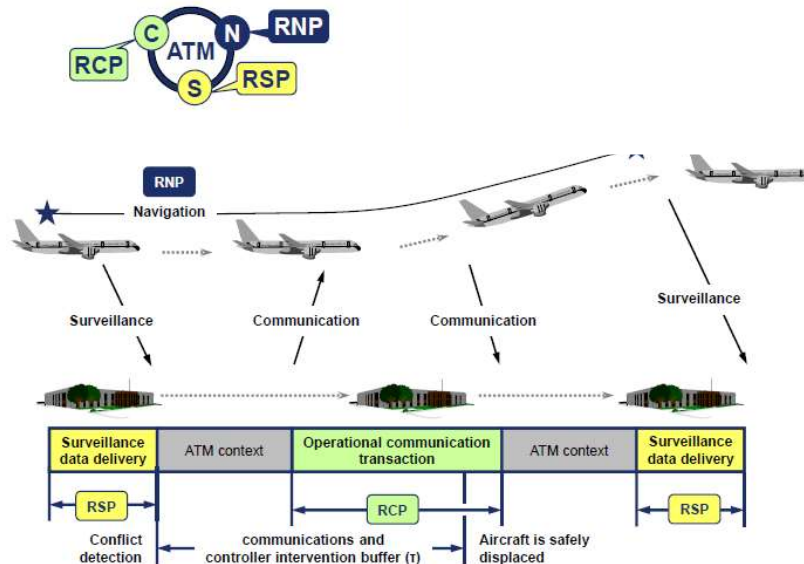 C
N
RNP
ATM
RCP
S
RSP
RNP
Navigation
Surveillance
Communication
Communication
Surveillance
Surveillance
data delivery
ATM context
Operational communication
transaction
ATM context
Surveillance
data delivery
RSP
RCP
RSP
Conflict
detection
communications and
controller intervention buffer (τ)
Aircraft is safely
displaced